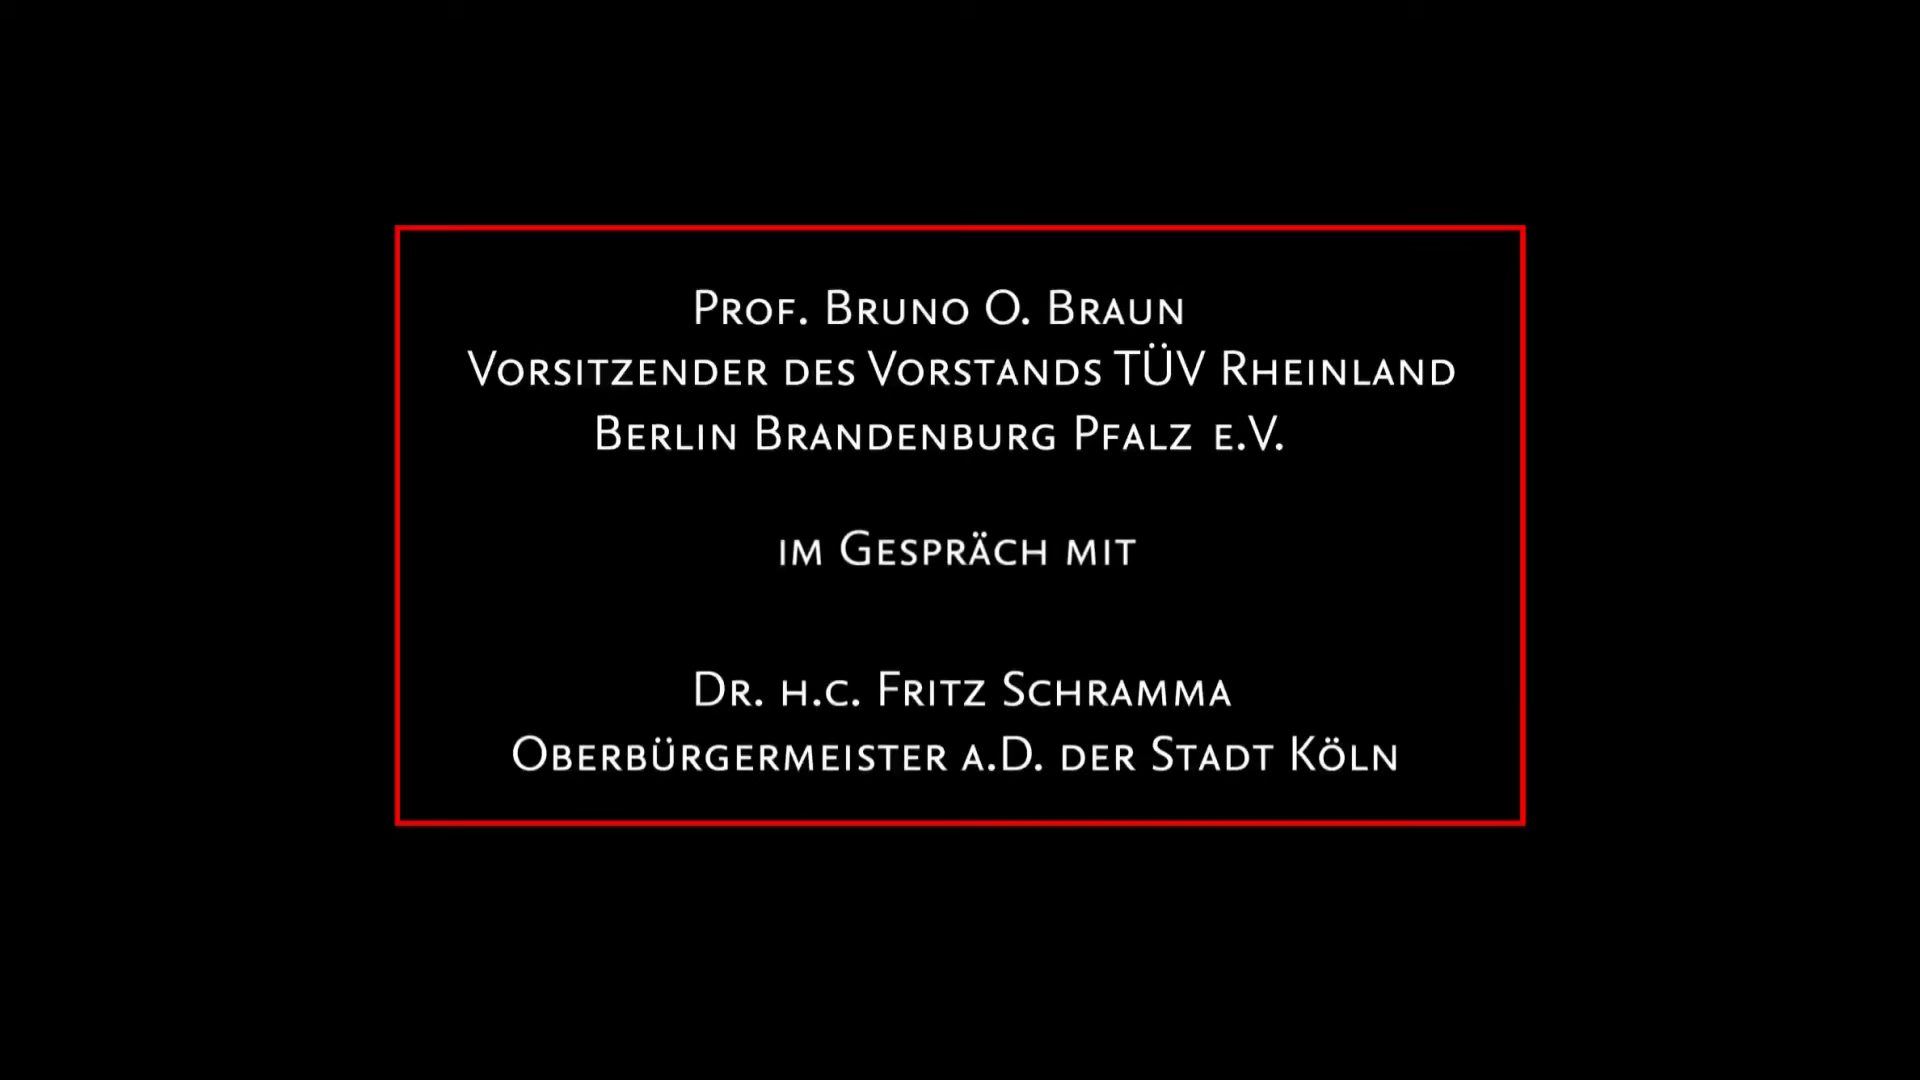 Prof. Bruno O. Braun
Vorsitzender des Vorstands TÜV Rheinland
Berlin Brandenburg Pfalz e.V.
im Gespräch mit
Dr. h.c. Fritz Schramma
Oberbürgermeister a.D. der Stadt Köln